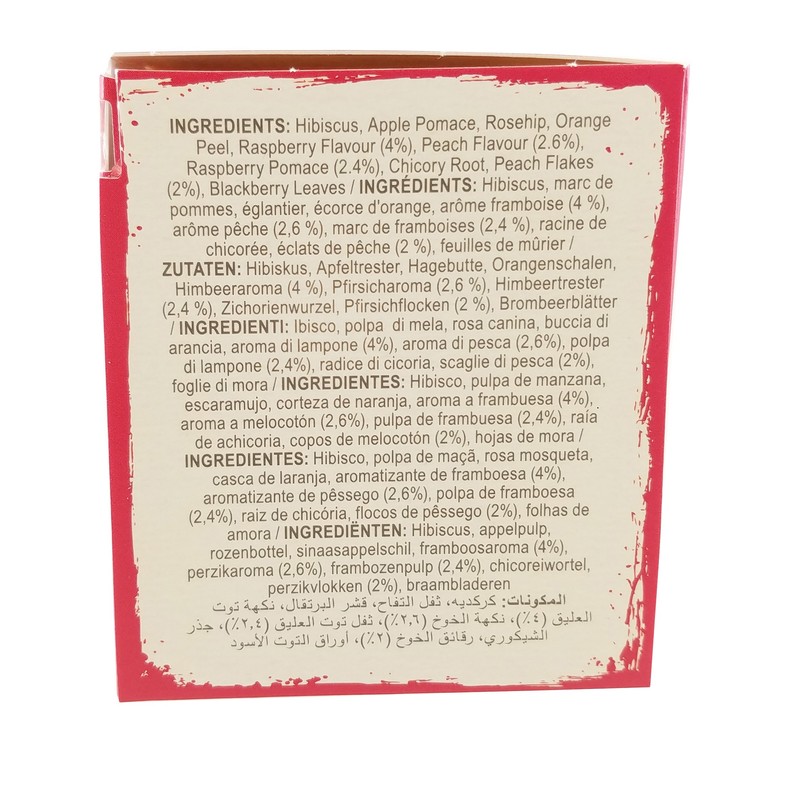 INGREDIENTS: Hibiscus, Apple Pomace, Rosehip, Orange
Peel, Raspberry Flavour (4%), Peach Flavour (2.6%),
Raspberry Pomace (2.4%), Chicory Root, Peach Flakes
(2%), Blackberry Leaves / INGRÉDIENTS: Hibiscus, marc de
pommes, églantier, écorce d'orange, arôme framboise (4 %),
arôme pêche (2,6 %), marc de framboises (2,4 %), racine de
chicorée, éclats de pêche (2 %), feuilles de mûrier /
ZUTATEN: Hibiskus, Apfeltrester, Hagebutte, Orangenschalen,
Himbeeraroma (4 %), Pfirsicharoma (2,6 %), Himbeertrester
(2,4 %), Zichorienwurzel, Pfirsichflocken (2 %), Brombeerblätter
/ INGREDIENTI: Ibisco, polpa di mela, rosa canina, buccia di
arancia, aroma di lampone (4%), aroma di pesca (2,6%), polpa
di lampone (2,4%), radice di cicoria, scaglie di pesca (2%),
foglie di mora / INGREDIENTES: Hibisco, pulpa de manzana,
escaramujo, corteza de naranja, aroma a frambuesa (4%),
aroma a melocotón (2,6%), pulpa de frambuesa (2,4%), raía
de achicoria, copos de melocotón (2%), hojas de mora /
INGREDIENTES: Hibisco, polpa de maçã, rosa mosqueta,
casca de laranja, aromatizante de framboesa (4%),
aromatizante de pêssego (2,6%), polpa de framboesa
(2,4%), raiz de chicória, flocos de pêssego (2%), folhas de
amora / INGREDIËNTEN: Hibiscus, appelpulp,
rozenbottel, sinaasappelschil, framboosaroma (4%),
perzikaroma (2,6%), frambozenpulp (2,4%), chicoreiwortel,
perzikvlokken (2%), braambladeren
المكونات: كركديه، ثفل التفاح، قشر البرتقال، نكهة توت
العليق (٤٪)، نكهة الخوخ (٢,٦٪)، ثفل توت العليق (٢,٤٪)، جذر
الشيكوري، رقائق الخوخ (٢٪)، أوراق التوت الأسود